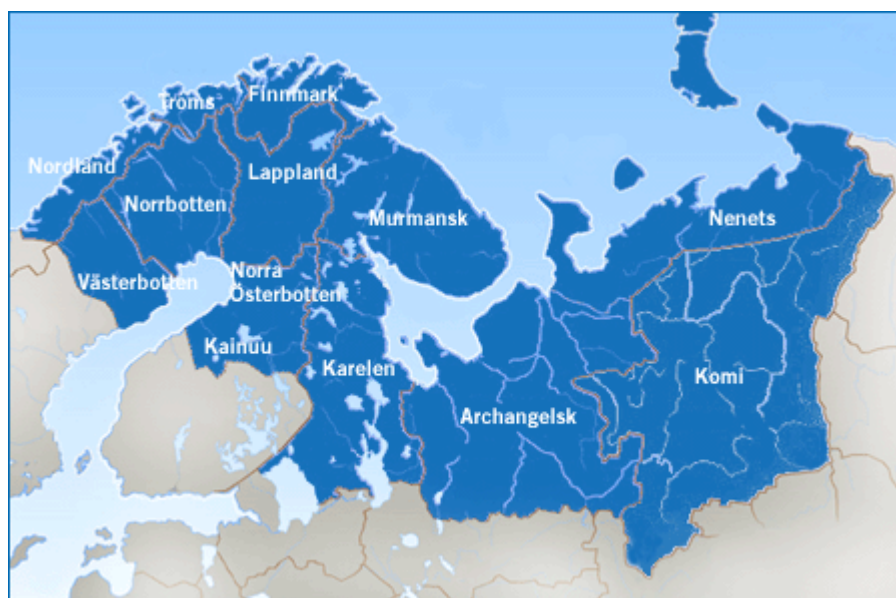 Finnmark
Troms
Nordland
Lappland
Norrbotten
Murmansk
Nenets
Västerbotten
Norra
Österbotten
Kainuu
Karelen
Komi
Archangelsk